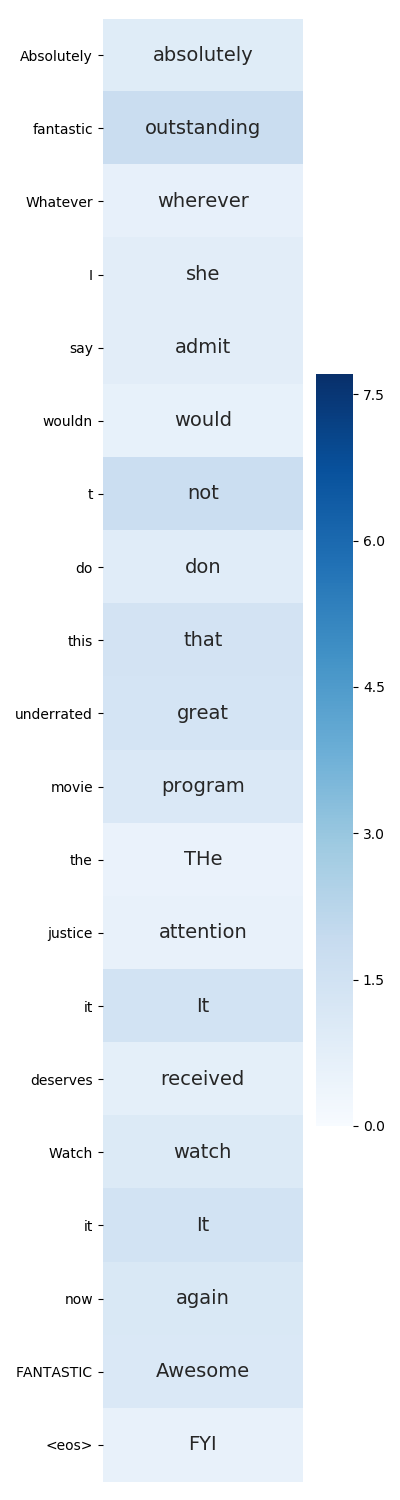 Absolutely absolutely
fantastic outstanding
Whatever wherever
I she
say admit
wouldn would
t not
do don
this that
underrated great
movie program
the THe
justice attention
it It
deserves received
Watch watch
it It
now again
FANTASTIC Awesome
<eos> FYI
7.5
6.0
4.5
3.0
1.5
0.0